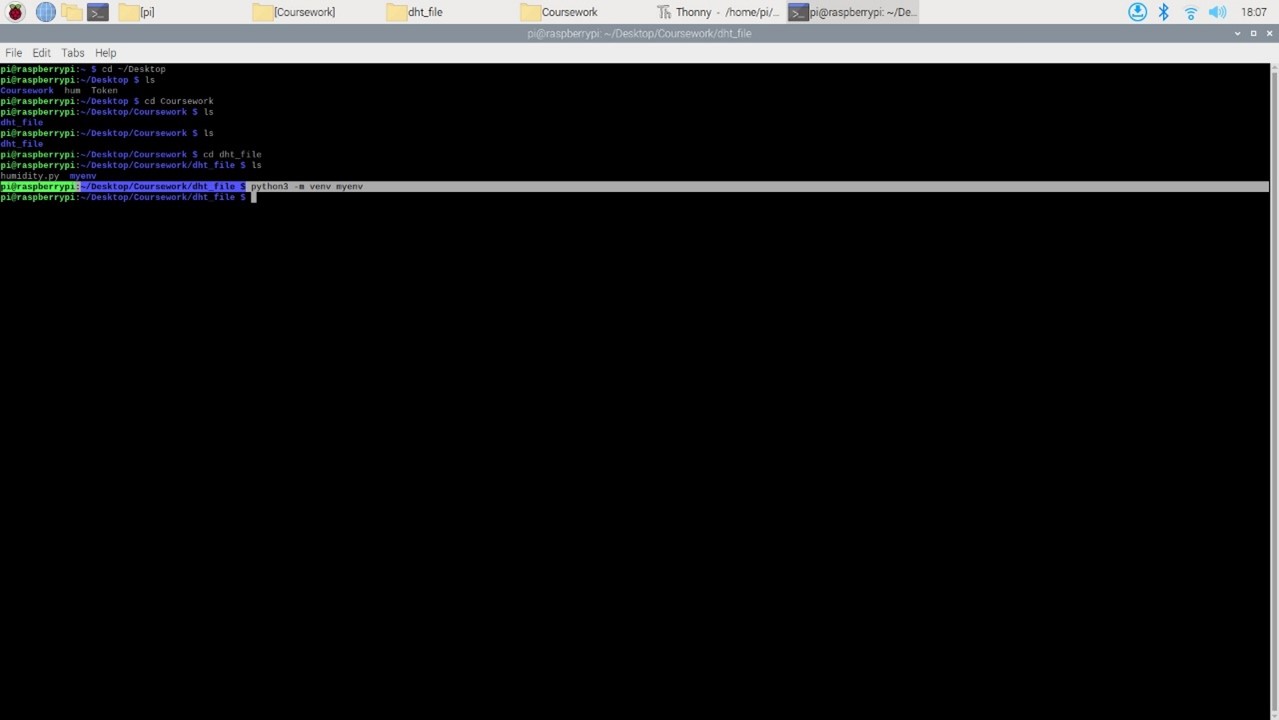 [pi] [Coursework] dht_file Coursework Thonny - /home/pi/... pi@raspberrypi: ~/De... 18:07
pi@raspberrypi: ~/Desktop/Coursework/dht_file
File Edit Tabs Help
pi@raspberrypi:~ $ cd ~/Desktop
pi@raspberrypi:~/Desktop $ ls
Coursework hum Token
pi@raspberrypi:~/Desktop $ cd Coursework
pi@raspberrypi:~/Desktop/Coursework $ ls
dht_file
pi@raspberrypi:~/Desktop/Coursework $ ls
dht_file
pi@raspberrypi:~/Desktop/Coursework $ cd dht_file
pi@raspberrypi:~/Desktop/Coursework/dht_file $ ls
humidity.py myenv
pi@raspberrypi:~/Desktop/Coursework/dht_file $ python3 -m venv myenv
pi@raspberrypi:~/Desktop/Coursework/dht_file $